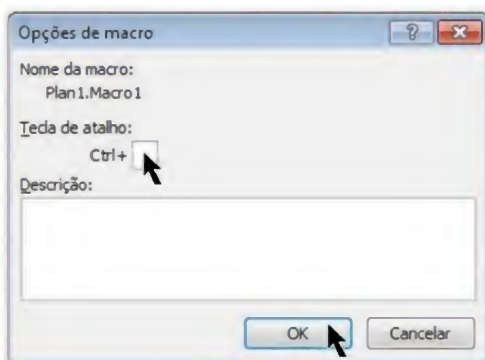 Opções de macro
Nome da macro:
Plan1.Macro1
Tecla de atalho:
Ctrl+
Descrição:
OK
Cancelar